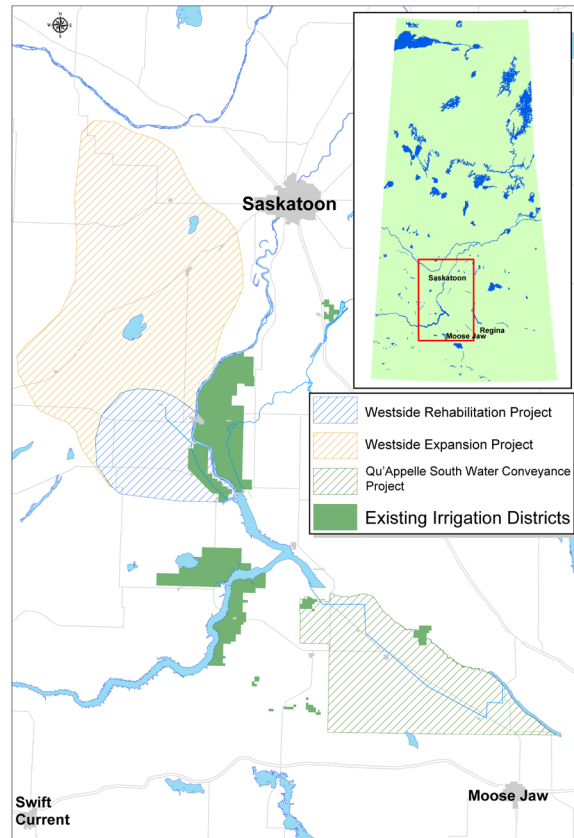 N
W E
S
Saskatoon
Saskatoon
Regina
Moose Jaw
Westside Rehabilitation Project
Westside Expansion Project
Qu'Appelle South Water Conveyance
Project
Existing Irrigation Districts
Swift
Current
Moose Jaw